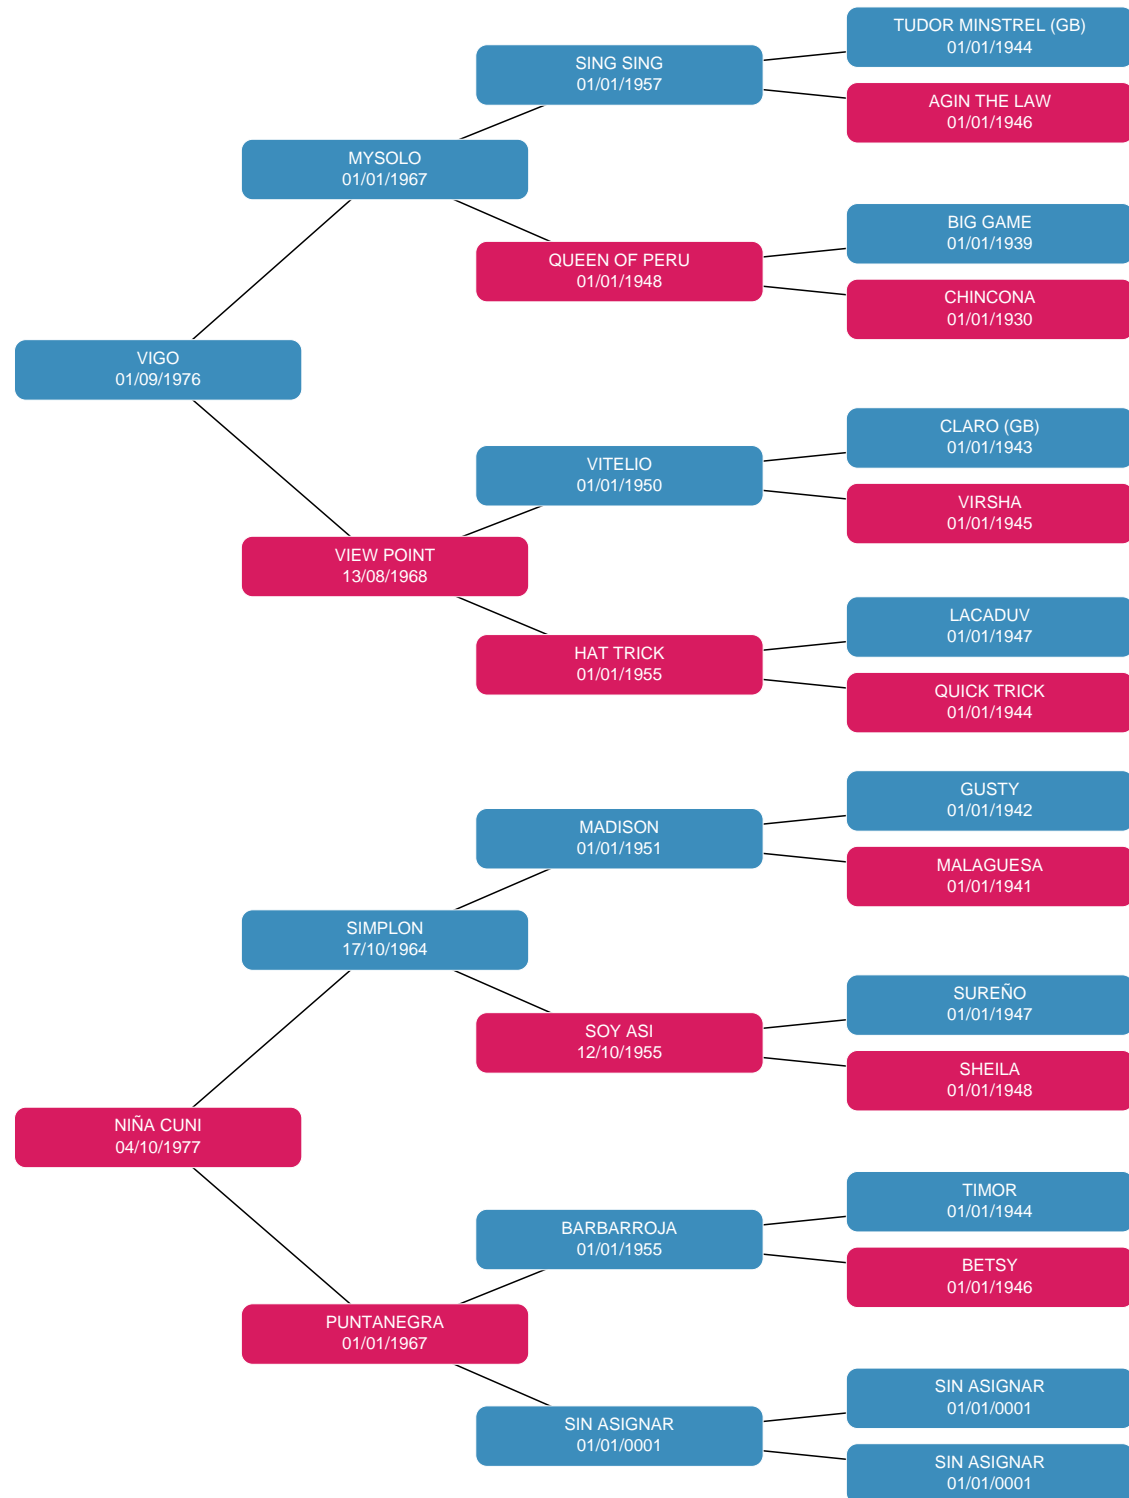 TUDOR MINSTREL (GB)
01/01/1944
SING SING
01/01/1957
AGIN THE LAW
01/01/1946
MYSOLO
01/01/1967
BIG GAME
01/01/1939
QUEEN OF PERU
01/01/1948
CHINCONA
01/01/1930
VIGO
01/09/1976
CLARO (GB)
01/01/1943
VITELIO
01/01/1950
VIRSHA
01/01/1945
VIEW POINT
13/08/1968
LACADUV
01/01/1947
HAT TRICK
01/01/1955
QUICK TRICK
01/01/1944
GUSTY
01/01/1942
MADISON
01/01/1951
MALAGUESA
01/01/1941
SIMPLON
17/10/1964
SUREÑO
01/01/1947
SOY ASI
12/10/1955
SHEILA
01/01/1948
NIÑA CUNI
04/10/1977
TIMOR
01/01/1944
BARBARROJA
01/01/1955
BETSY
01/01/1946
PUNTANEGRA
01/01/1967
SIN ASIGNAR
01/01/0001
SIN ASIGNAR
01/01/0001
SIN ASIGNAR
01/01/0001